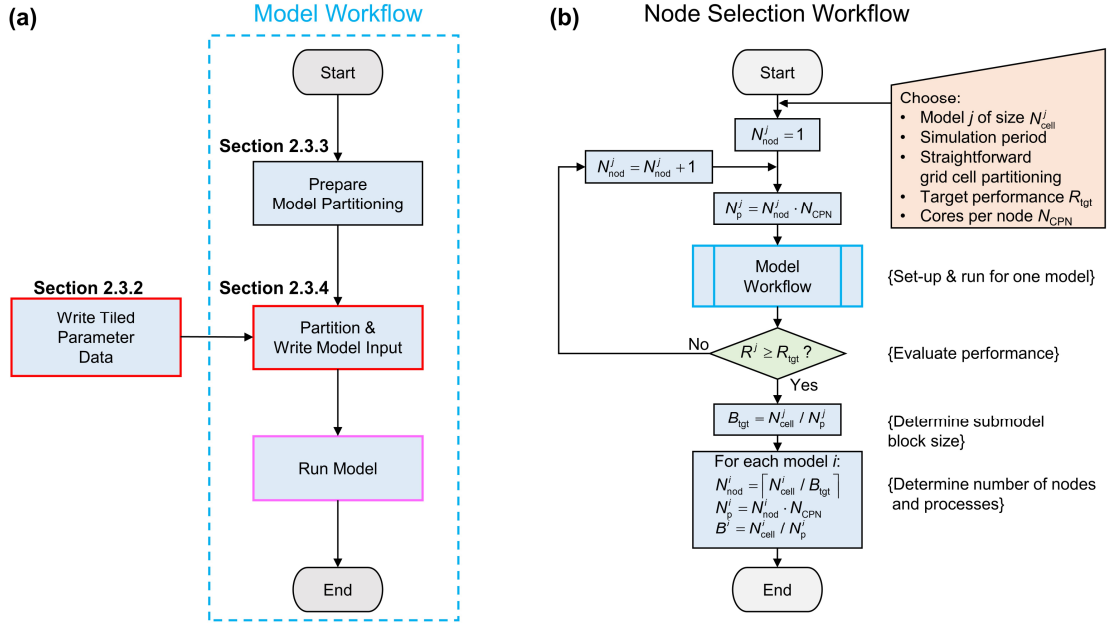 (a)
Model Workflow
Start
Section 2.3.3
Prepare
Model Partitioning
Section 2.3.2
Write Tiled
Parameter
Data
Section 2.3.4
Partition &
Write Model Input
Run Model
End
(b)
Node Selection Workflow
Start
Choose:
• Model j of size N^j_cell
• Simulation period
• Straightforward
grid cell partitioning
• Target performance R_tgt
• Cores per node N_CPN
N^j_nod = 1
N^j_nod = N^j_nod + 1
N^j_p = N^j_nod · N_CPN
Model
Workflow
{Set-up & run for one model}
No
R^j ≥ R_tgt ?
{Evaluate performance}
Yes
B_tgt = N^j_cell / N^j_p
{Determine submodel
block size}
For each model i:
N^i_nod = ⌈N^i_cell / B_tgt⌉
N^i_p = N^i_nod · N_CPN
B^i = N^i_cell / N^i_p
{Determine number of nodes
and processes}
Start